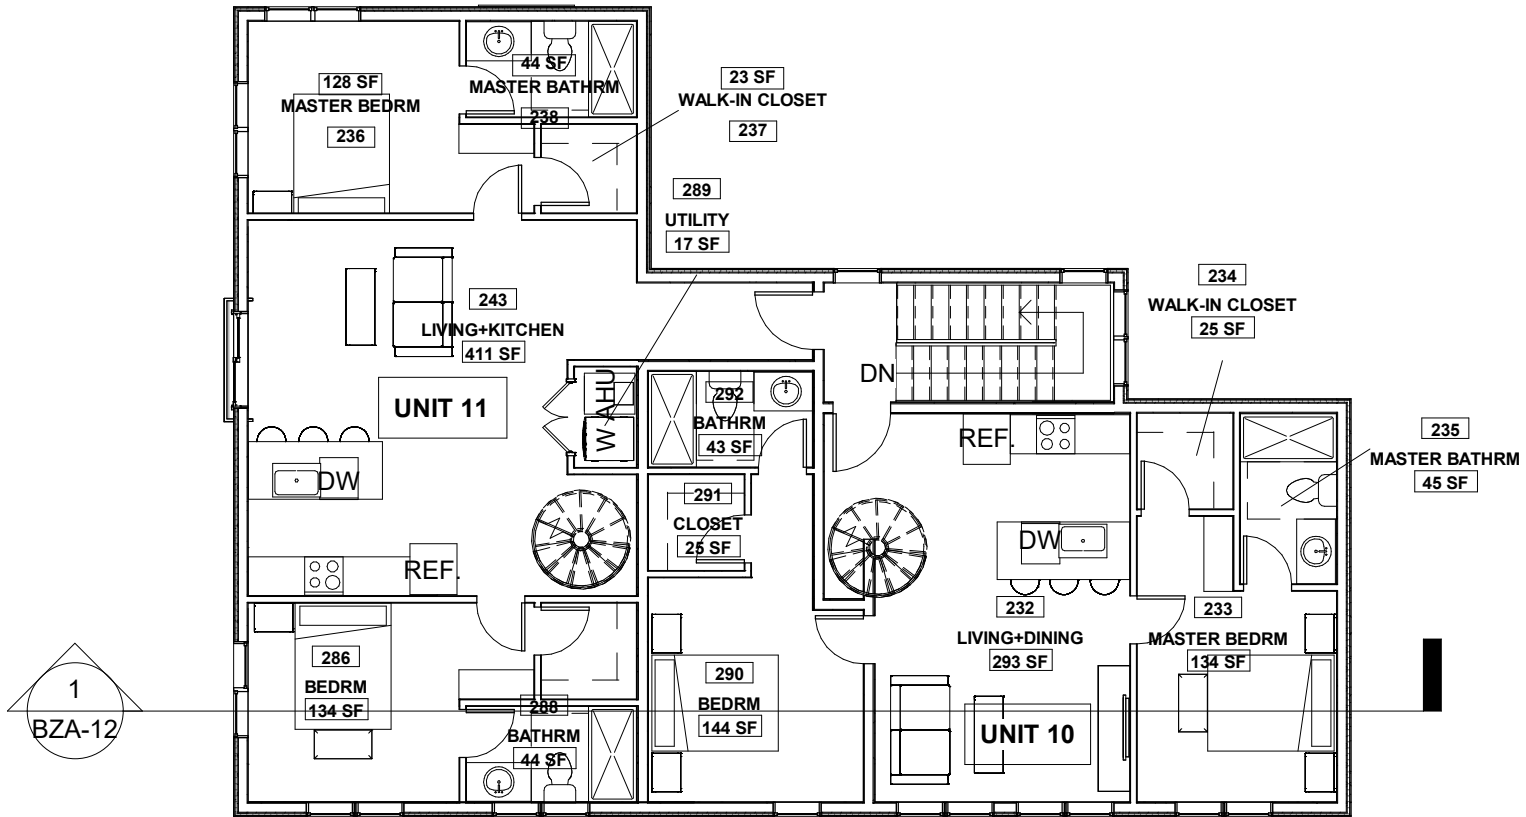 44 SF
MASTER BATHRM
238
128 SF
MASTER BEDRM
236
23 SF
WALK-IN CLOSET
237
289
UTILITY
17 SF
243
LIVING+KITCHEN
411 SF
UNIT 11
W AHU
DW
REF.
292
BATHRM
43 SF
291
CLOSET
25 SF
DN
REF.
DW
234
WALK-IN CLOSET
25 SF
235
MASTER BATHRM
45 SF
232
LIVING+DINING
293 SF
UNIT 10
233
MASTER BEDRM
134 SF
286
BEDRM
134 SF
288
BATHRM
44 SF
290
BEDRM
144 SF
1
BZA-12